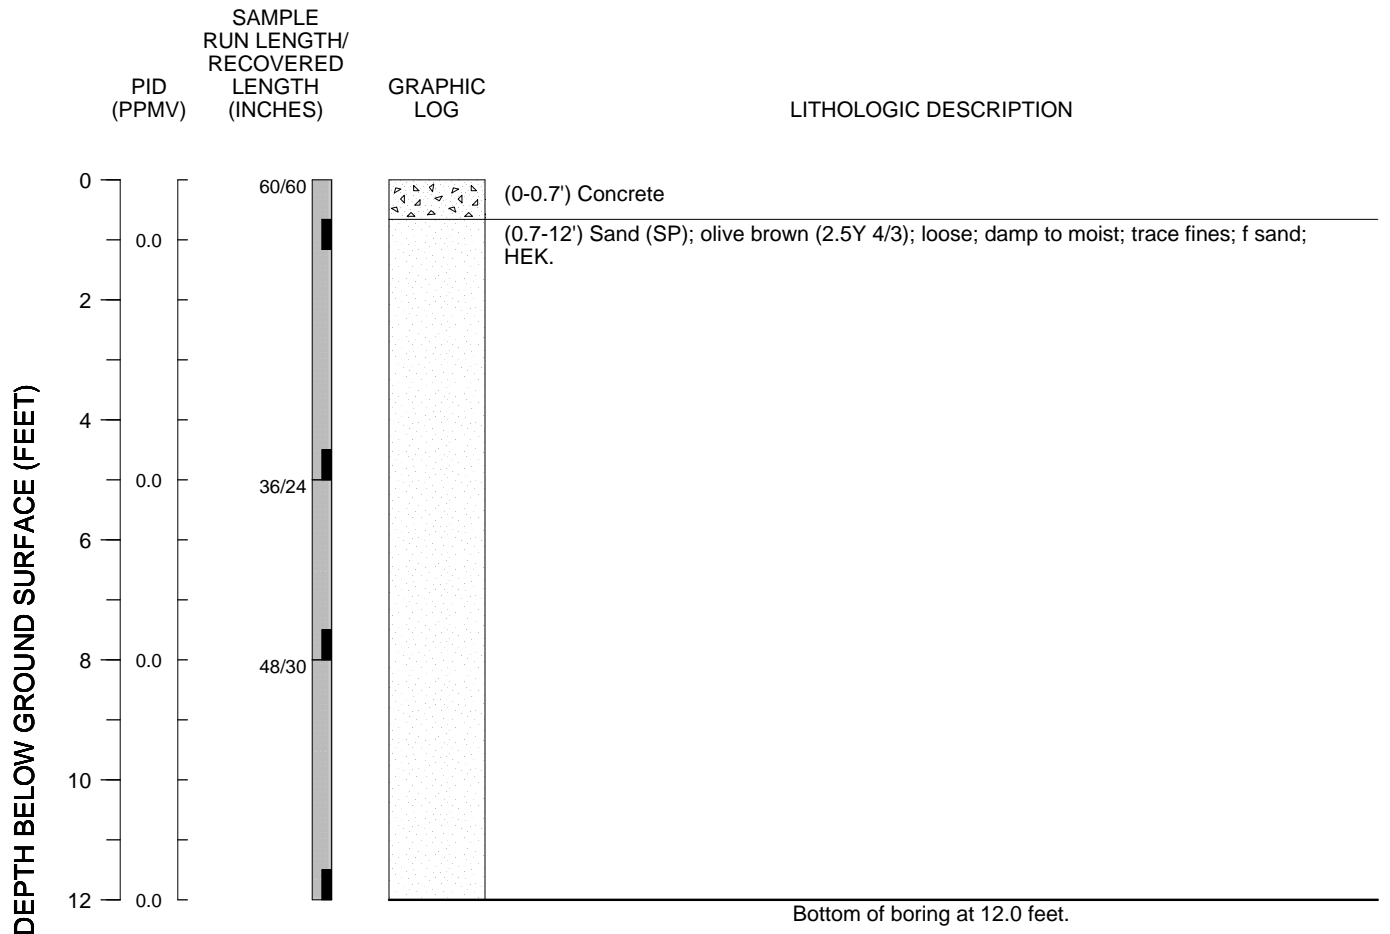 SAMPLE
RUN LENGTH/
RECOVERED
PID LENGTH GRAPHIC
(PPMV) (INCHES) LOG LITHOLOGIC DESCRIPTION
0 60/60 (0-0.7') Concrete
0.0 (0.7-12') Sand (SP); olive brown (2.5Y 4/3); loose; damp to moist; trace fines; f sand;
HEK.
2
4
0.0 36/24
6
8 0.0 48/30
10
12 0.0
Bottom of boring at 12.0 feet.
DEPTH BELOW GROUND SURFACE (FEET)